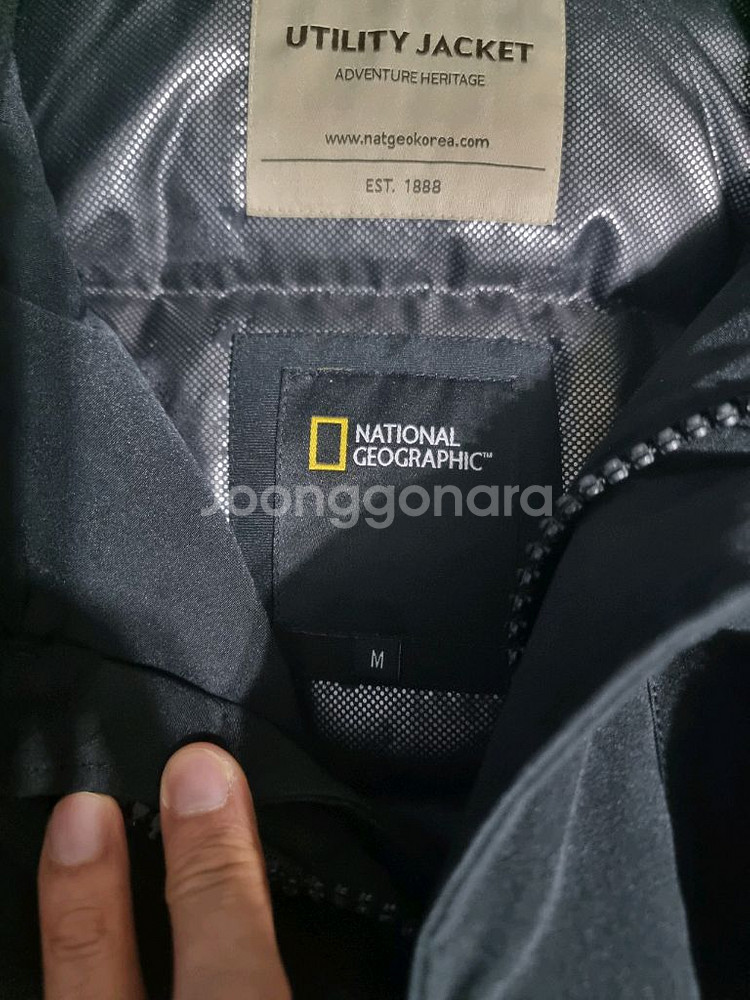 UTILITY JACKET
ADVENTURE HERITAGE
www.natgeokorea.com
EST. 1888
NATIONAL
GEOGRAPHIC™
Joonggonara
M